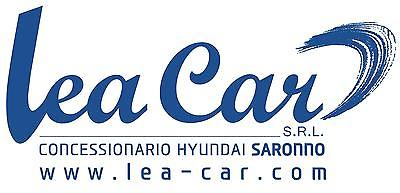 Lea Car
S.R.L.
CONCESSIONARIO HYUNDAI SARONNO
www.lea-car.com